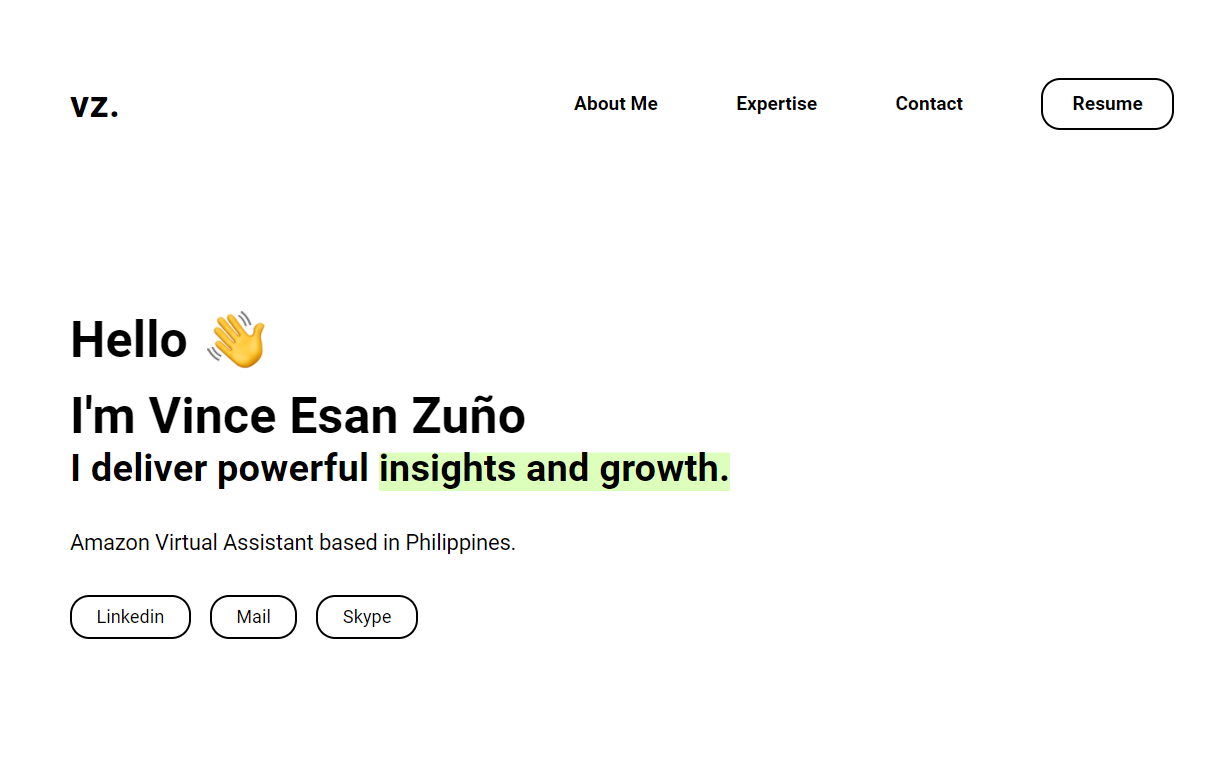 vz.
About Me Expertise Contact Resume
Hello 👋
I'm Vince Esan Zuño
I deliver powerful insights and growth.
Amazon Virtual Assistant based in Philippines.
Linkedin Mail Skype